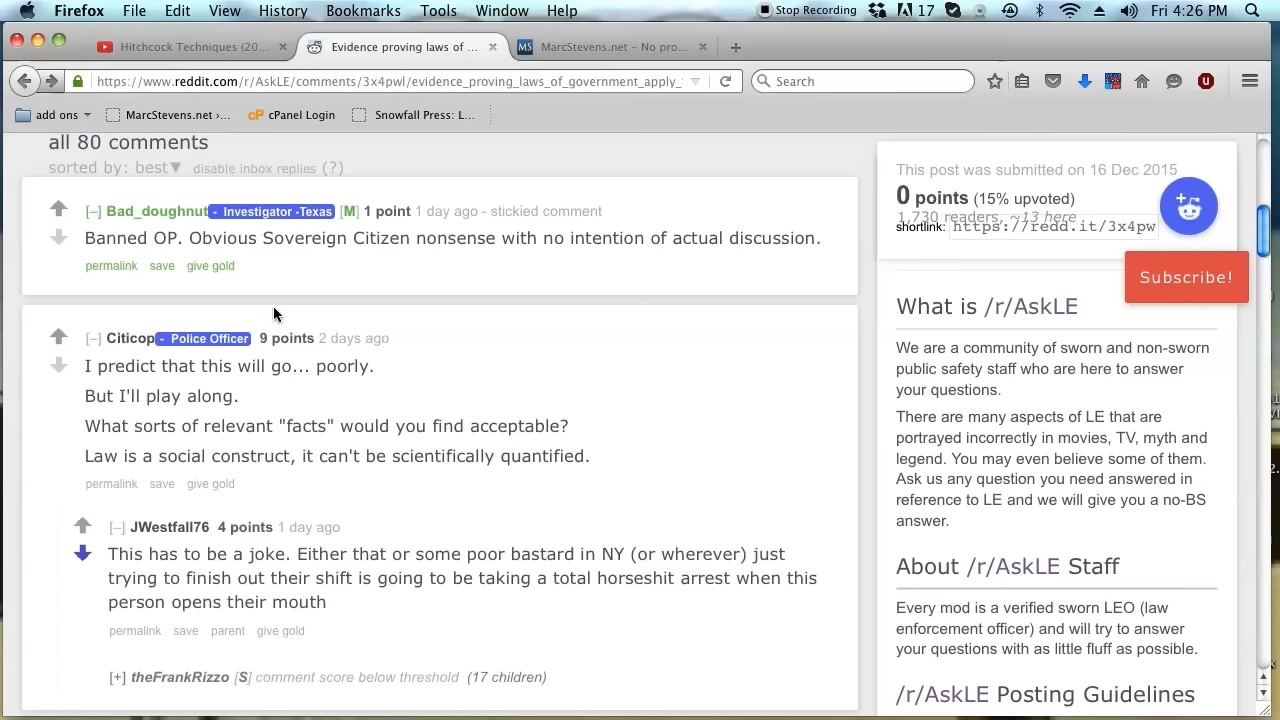 Firefox File Edit View History Bookmarks Tools Window Help Stop Recording 17 Fri 4:26 PM
Hitchcock Techniques (20... Evidence proving laws of ... MS MarcStevens.net – No pro...
https://www.reddit.com/r/AskLE/comments/3x4pwl/evidence_proving_laws_of_government_apply_ Search
add ons MarcStevens.net ›... cP cPanel Login Snowfall Press: L...
all 80 comments
sorted by: best▼ disable inbox replies (?)
[–] Bad_doughnut - Investigator -Texas [M] 1 point 1 day ago - stickied comment
Banned OP. Obvious Sovereign Citizen nonsense with no intention of actual discussion.
permalink save give gold
[–] Citicop - Police Officer 9 points 2 days ago
I predict that this will go... poorly.
But I'll play along.
What sorts of relevant "facts" would you find acceptable?
Law is a social construct, it can't be scientifically quantified.
permalink save give gold
[–] JWestfall76 4 points 1 day ago
This has to be a joke. Either that or some poor bastard in NY (or wherever) just
trying to finish out their shift is going to be taking a total horseshit arrest when this
person opens their mouth
permalink save parent give gold
[+] theFrankRizzo [S] comment score below threshold (17 children)
This post was submitted on 16 Dec 2015
0 points (15% upvoted)
1,730 readers, ~13 here
shortlink: https://redd.it/3x4pw
Subscribe!
What is /r/AskLE
We are a community of sworn and non-sworn
public safety staff who are here to answer
your questions.
There are many aspects of LE that are
portrayed incorrectly in movies, TV, myth and
legend. You may even believe some of them.
Ask us any question you need answered in
reference to LE and we will give you a no-BS
answer.
About /r/AskLE Staff
Every mod is a verified sworn LEO (law
enforcement officer) and will try to answer
your questions with as little fluff as possible.
/r/AskLE Posting Guidelines